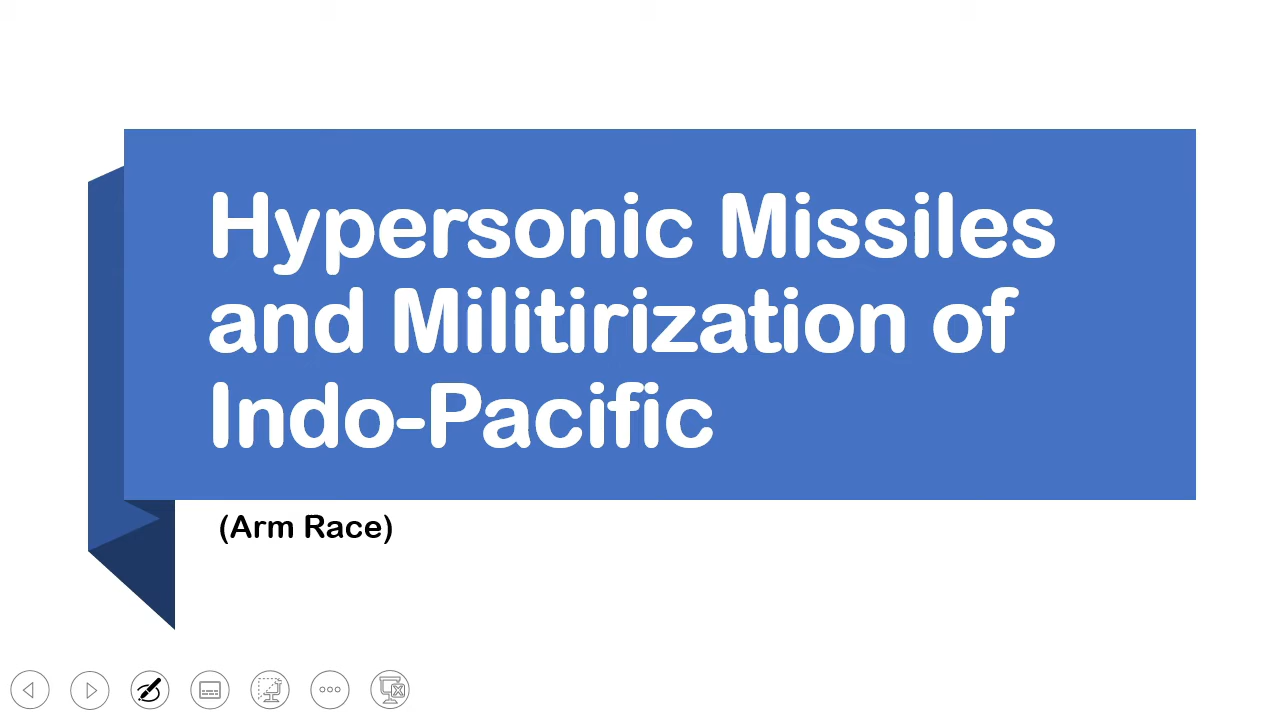 Hypersonic Missiles
and Militirization of
Indo-Pacific
(Arm Race)